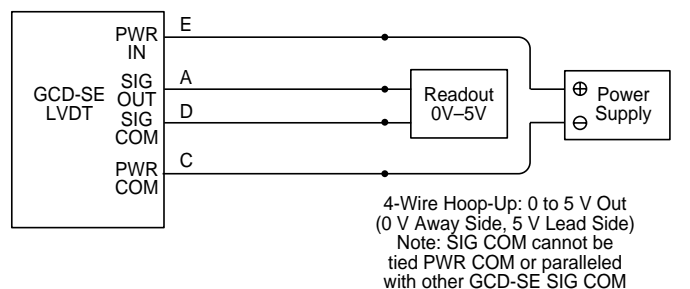 PWR
IN
E
GCD-SE
LVDT
SIG
OUT
A
SIG
COM
D
PWR
COM
C
Readout
0V–5V
⊕ Power
⊖ Supply
4-Wire Hoop-Up: 0 to 5 V Out
(0 V Away Side, 5 V Lead Side)
Note: SIG COM cannot be
tied PWR COM or paralleled
with other GCD-SE SIG COM